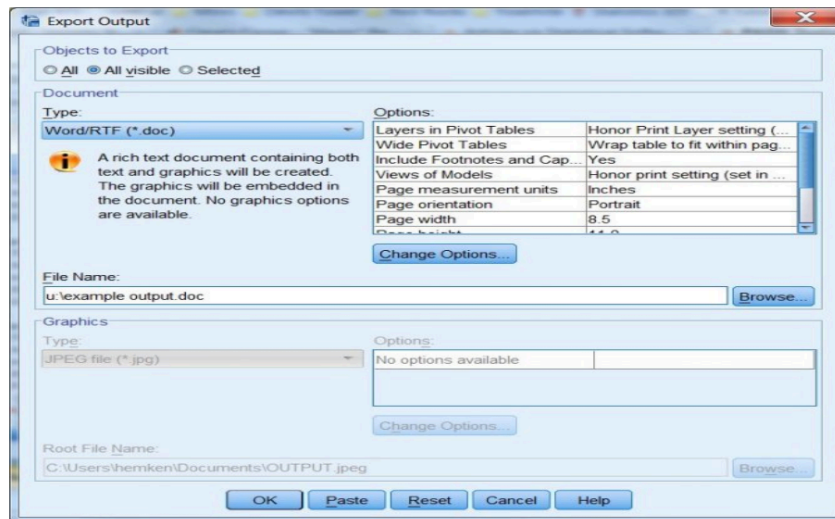 Export Output
Objects to Export
All All visible Selected
Document
Type:
Word/RTF (*.doc)
A rich text document containing both
text and graphics will be created.
The graphics will be embedded in
the document. No graphics options
are available.
Options:
Layers in Pivot Tables Honor Print Layer setting (...
Wide Pivot Tables Wrap table to fit within pag...
Include Footnotes and Cap... Yes
Views of Models Honor print setting (set in ...
Page measurement units Inches
Page orientation Portrait
Page width 8.5
Change Options...
File Name:
u:\example output.doc
Browse...
Graphics
Type:
JPEG file (*.jpg)
Options:
No options available
Change Options...
Root File Name:
C:\Users\hemken\Documents\OUTPUT.jpeg
Browse...
OK Paste Reset Cancel Help